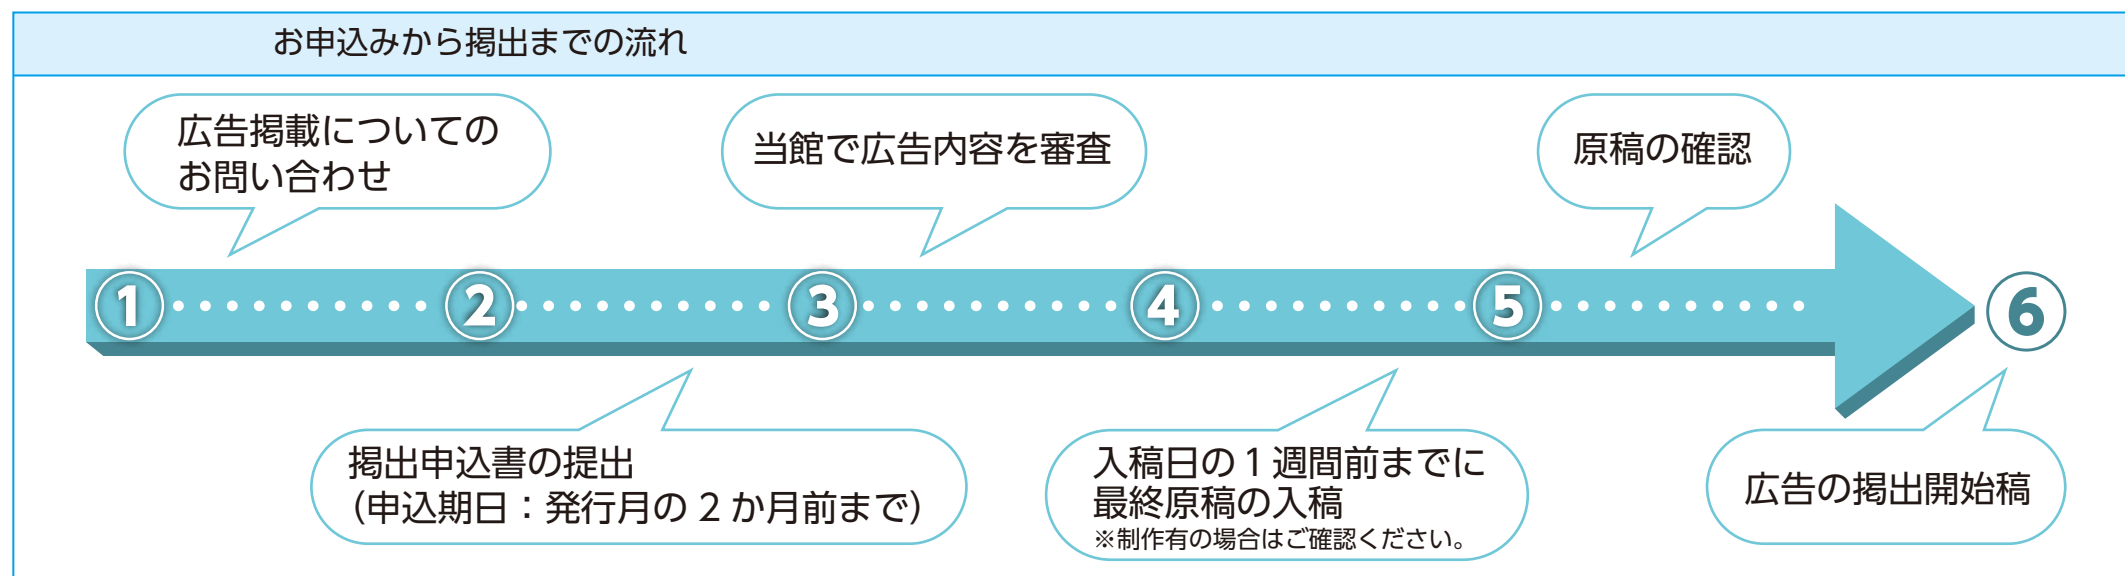 お申込みから掲出までの流れ
広告掲載についての
お問い合わせ
当館で広告内容を審査
原稿の確認
①
②
③
④
⑤
⑥
掲出申込書の提出
（申込期日：発行月の２か月前まで）
入稿日の１週間前までに
最終原稿の入稿
※制作有の場合はご確認ください。
広告の掲出開始稿